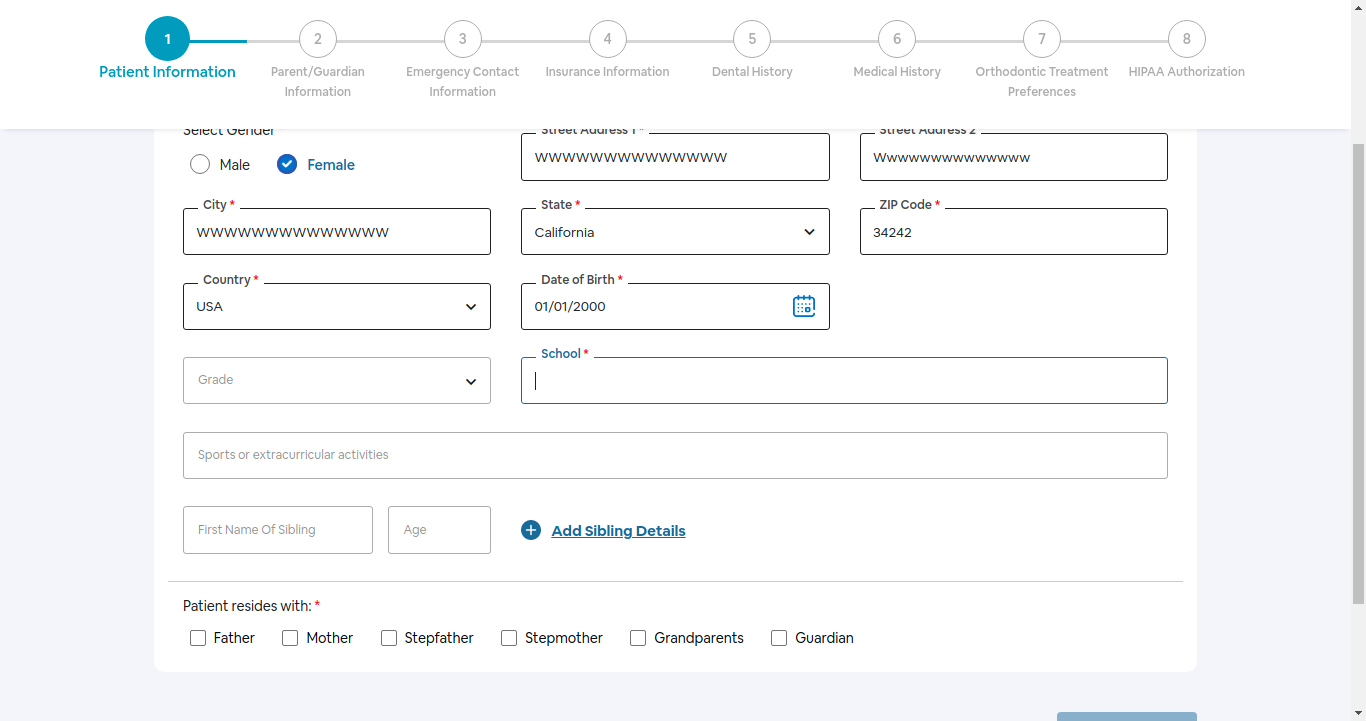 1 2 3 4 5 6 7 8
Patient Information Parent/Guardian Information Emergency Contact Information Insurance Information Dental History Medical History Orthodontic Treatment Preferences HIPAA Authorization
Select Gender Street Address 1 * Street Address 2
Male Female WWWWWWWWWWWWWW Wwwwwwwwwwwwww
City * State * ZIP Code *
WWWWWWWWWWWWWW California 34242
Country * Date of Birth *
USA 01/01/2000
School *
Grade
Sports or extracurricular activities
First Name Of Sibling Age Add Sibling Details
Patient resides with: *
Father Mother Stepfather Stepmother Grandparents Guardian